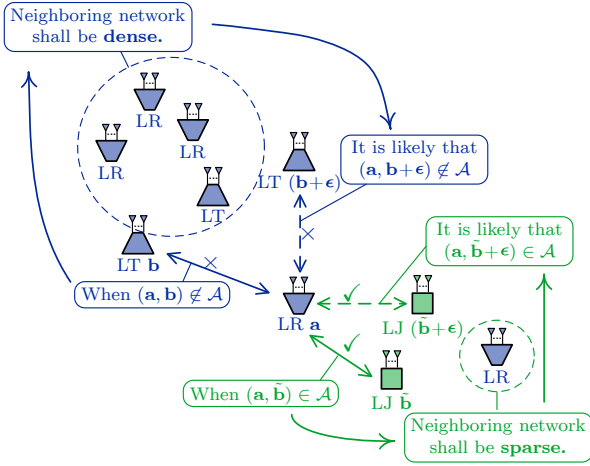 Neighboring network
shall be dense.
LR
LR
LR
LT
It is likely that
(a, b+ϵ) ∉ 𝒜
LT (b+ϵ)
LT b
×
×
When (a, b) ∉ 𝒜
It is likely that
(a, b̃+ϵ) ∈ 𝒜
✓
LR a
LJ (b̃+ϵ)
✓
LR
When (a, b̃) ∈ 𝒜
LJ b̃
Neighboring network
shall be sparse.